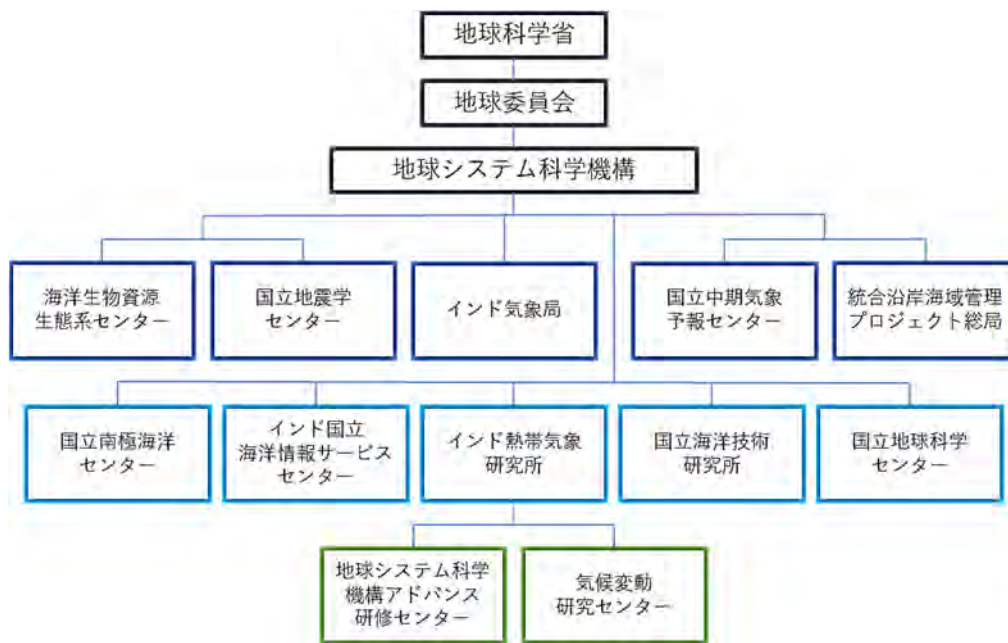 地球科学省
地球委員会
地球システム科学機構
海洋生物資源
生態系センター
国立地震学
センター
インド気象局
国立中期気象
予報センター
統合沿岸海域管理
プロジェクト総局
国立南極海洋
センター
インド国立
海洋情報サービス
センター
インド熱帯気象
研究所
国立海洋技術
研究所
国立地球科学
センター
地球システム科学
機構アドバンス
研修センター
気候変動
研究センター